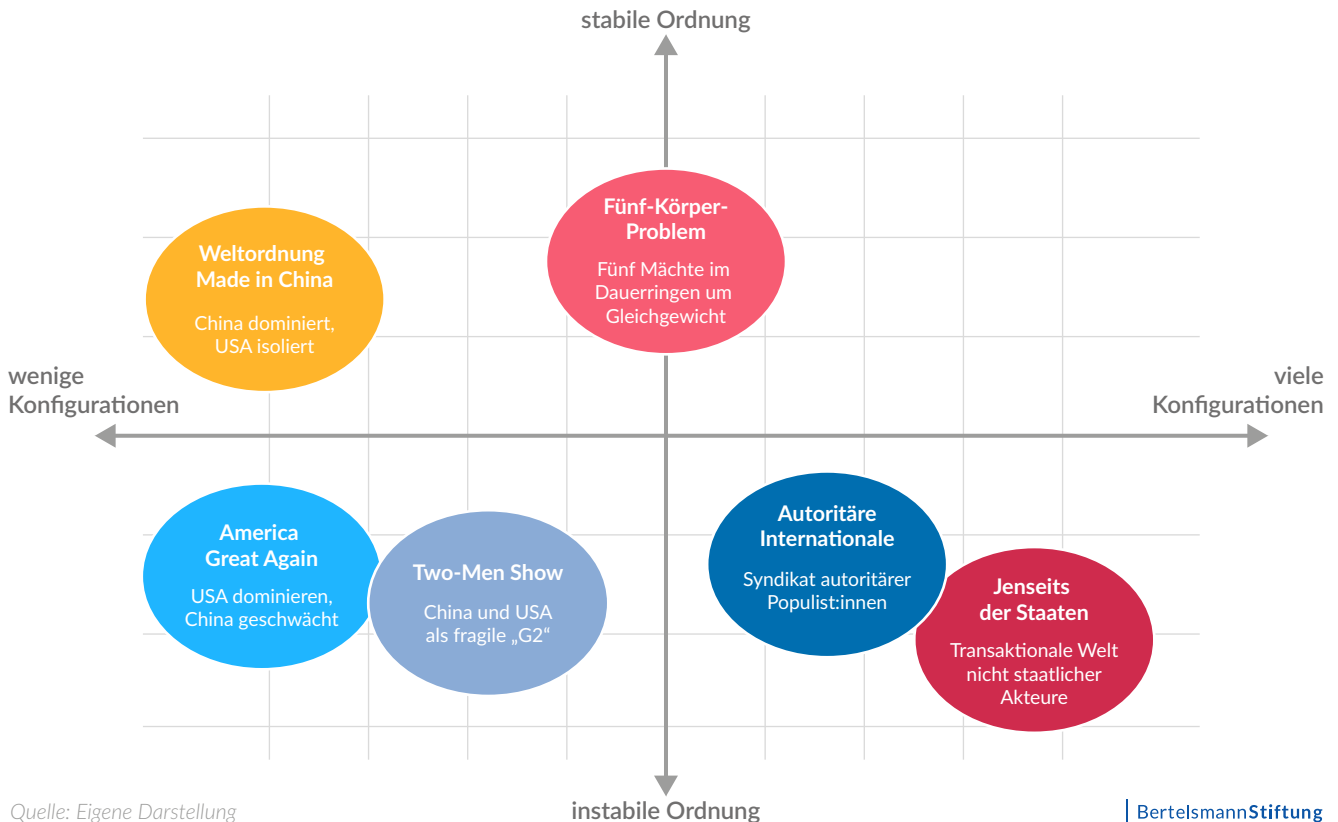 stabile Ordnung
Fünf-Körper-
Problem
Fünf Mächte im
Dauerringen um
Gleichgewicht
Weltordnung
Made in China
China dominiert,
USA isoliert
wenige
Konfigurationen
viele
Konfigurationen
America
Great Again
USA dominieren,
China geschwächt
Two-Men Show
China und USA
als fragile „G2“
Autoritäre
Internationale
Syndikat autoritärer
Populist:innen
Jenseits
der Staaten
Transaktionale Welt
nicht staatlicher
Akteure
instabile Ordnung
Quelle: Eigene Darstellung
BertelsmannStiftung